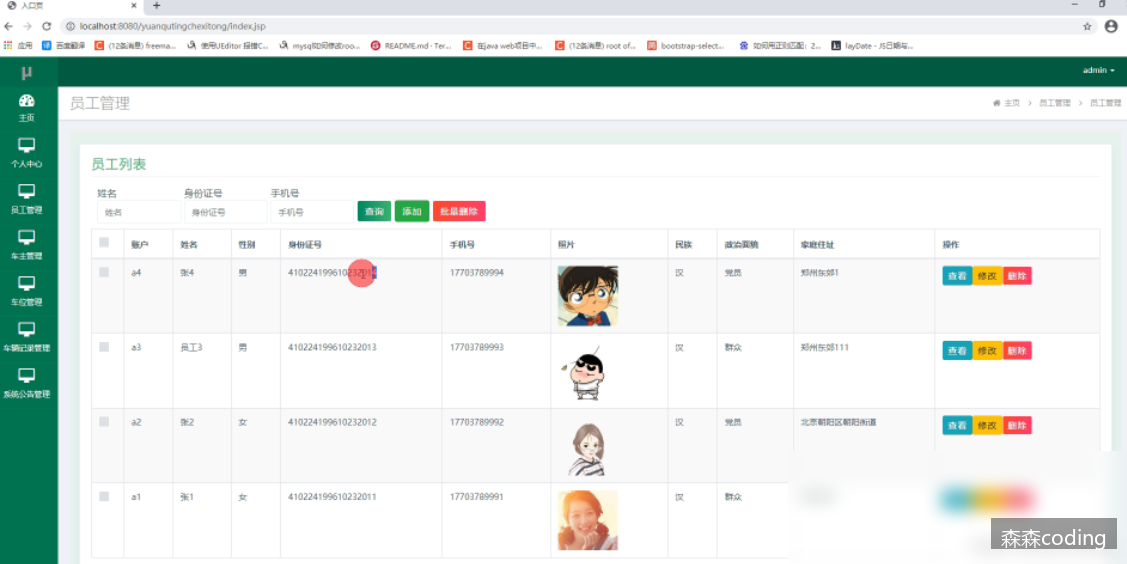 入口页
localhost:8080/yuanqutingchexitong/index.jsp
应用 百度翻译 (12条消息) freema... 使用UEditor 报错C... mysql如何修改roo... README.md · Ter... 在java web项目中... (12条消息) root of... bootstrap-select... 如何用正则匹配: 2... layDate - JS日期与...
μ admin
员工管理 主页 > 员工管理 > 员工管理
主页
个人中心
员工管理
车主管理
车位管理
车辆记录管理
系统公告管理
员工列表
姓名 身份证号 手机号
姓名 身份证号 手机号 查询 添加 批量删除
账户 姓名 性别 身份证号 手机号 照片 民族 政治面貌 家庭住址 操作
a4 张4 男 410224199610232014 17703789994 汉 党员 郑州东郊1 查看 修改 删除
a3 员工3 男 410224199610232013 17703789993 汉 群众 郑州东郊111 查看 修改 删除
a2 张2 女 410224199610232012 17703789992 汉 党员 北京朝阳区朝阳街道 查看 修改 删除
a1 张1 女 410224199610232011 17703789991 汉 群众
森森coding